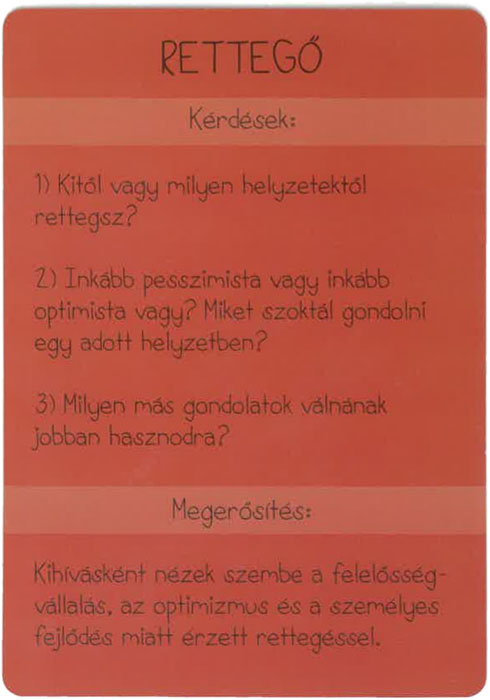 RETTEGŐ
Kérdések:
1) Kitől vagy milyen helyzetektől
rettegsz?
2) Inkább pesszimista vagy inkább
optimista vagy? Miket szoktál gondolni
egy adott helyzetben?
3) Milyen más gondolatok válnának
jobban hasznodra?
Megerősítés:
Kihívásként nézek szembe a felelősség-
vállalás, az optimizmus és a személyes
fejlődés miatt érzett rettegéssel.